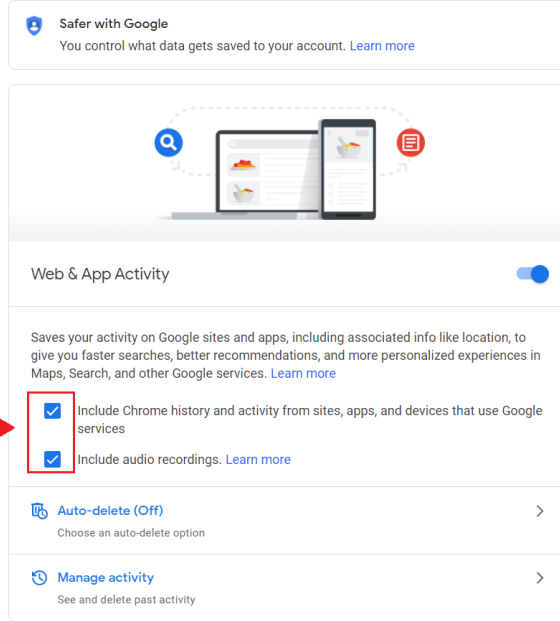 Safer with Google
You control what data gets saved to your account. Learn more
Web & App Activity
Saves your activity on Google sites and apps, including associated info like location, to
give you faster searches, better recommendations, and more personalized experiences in
Maps, Search, and other Google services. Learn more
Include Chrome history and activity from sites, apps, and devices that use Google
services
Include audio recordings. Learn more
Auto-delete (Off)
Choose an auto-delete option
Manage activity
See and delete past activity